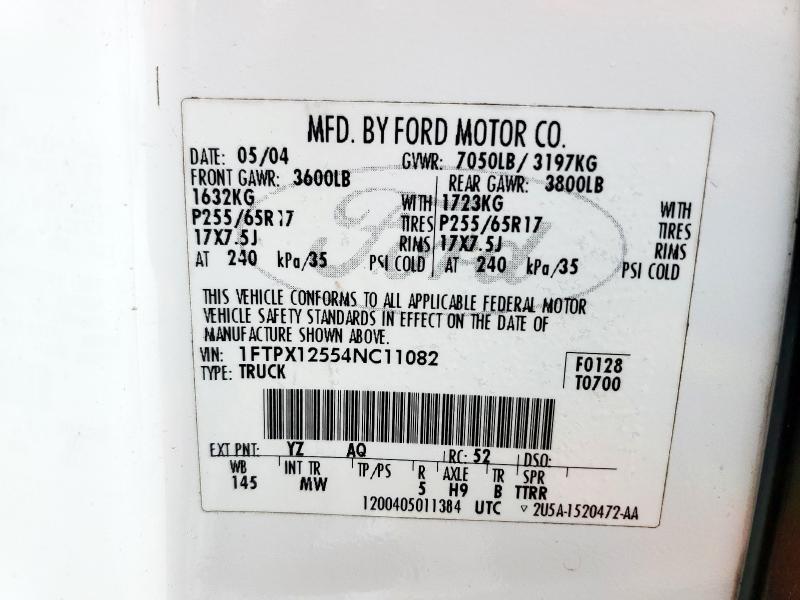 MFD. BY FORD MOTOR CO.
DATE: 05/04 GVWR: 7050LB/ 3197KG
FRONT GAWR: 3600LB REAR GAWR: 3800LB
1632KG WITH 1723KG WITH
P255/65R17 TIRES P255/65R17 TIRES
17X7.5J RIMS 17X7.5J RIMS
AT 240 kPa/35 PSI COLD AT 240 kPa/35 PSI COLD
Ford
THIS VEHICLE CONFORMS TO ALL APPLICABLE FEDERAL MOTOR
VEHICLE SAFETY STANDARDS IN EFFECT ON THE DATE OF
MANUFACTURE SHOWN ABOVE.
VIN: 1FTPX12554NC11082 F0128
TYPE: TRUCK T0700
EXT PNT: YZ AQ RC: 52 DSO:
WB INT TR TP/PS R AXLE TR SPR
145 MW 5 H9 B TTRR
1200405011384 UTC ▽ 2U5A-1520472-AA